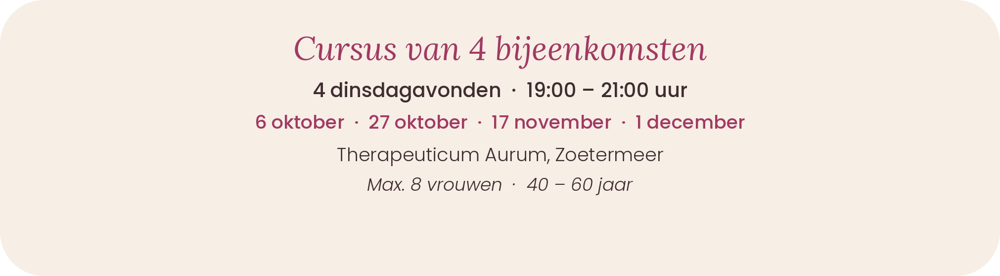 Cursus van 4 bijeenkomsten
4 dinsdagavonden · 19:00 – 21:00 uur
6 oktober · 27 oktober · 17 november · 1 december
Therapeuticum Aurum, Zoetermeer
Max. 8 vrouwen · 40 – 60 jaar